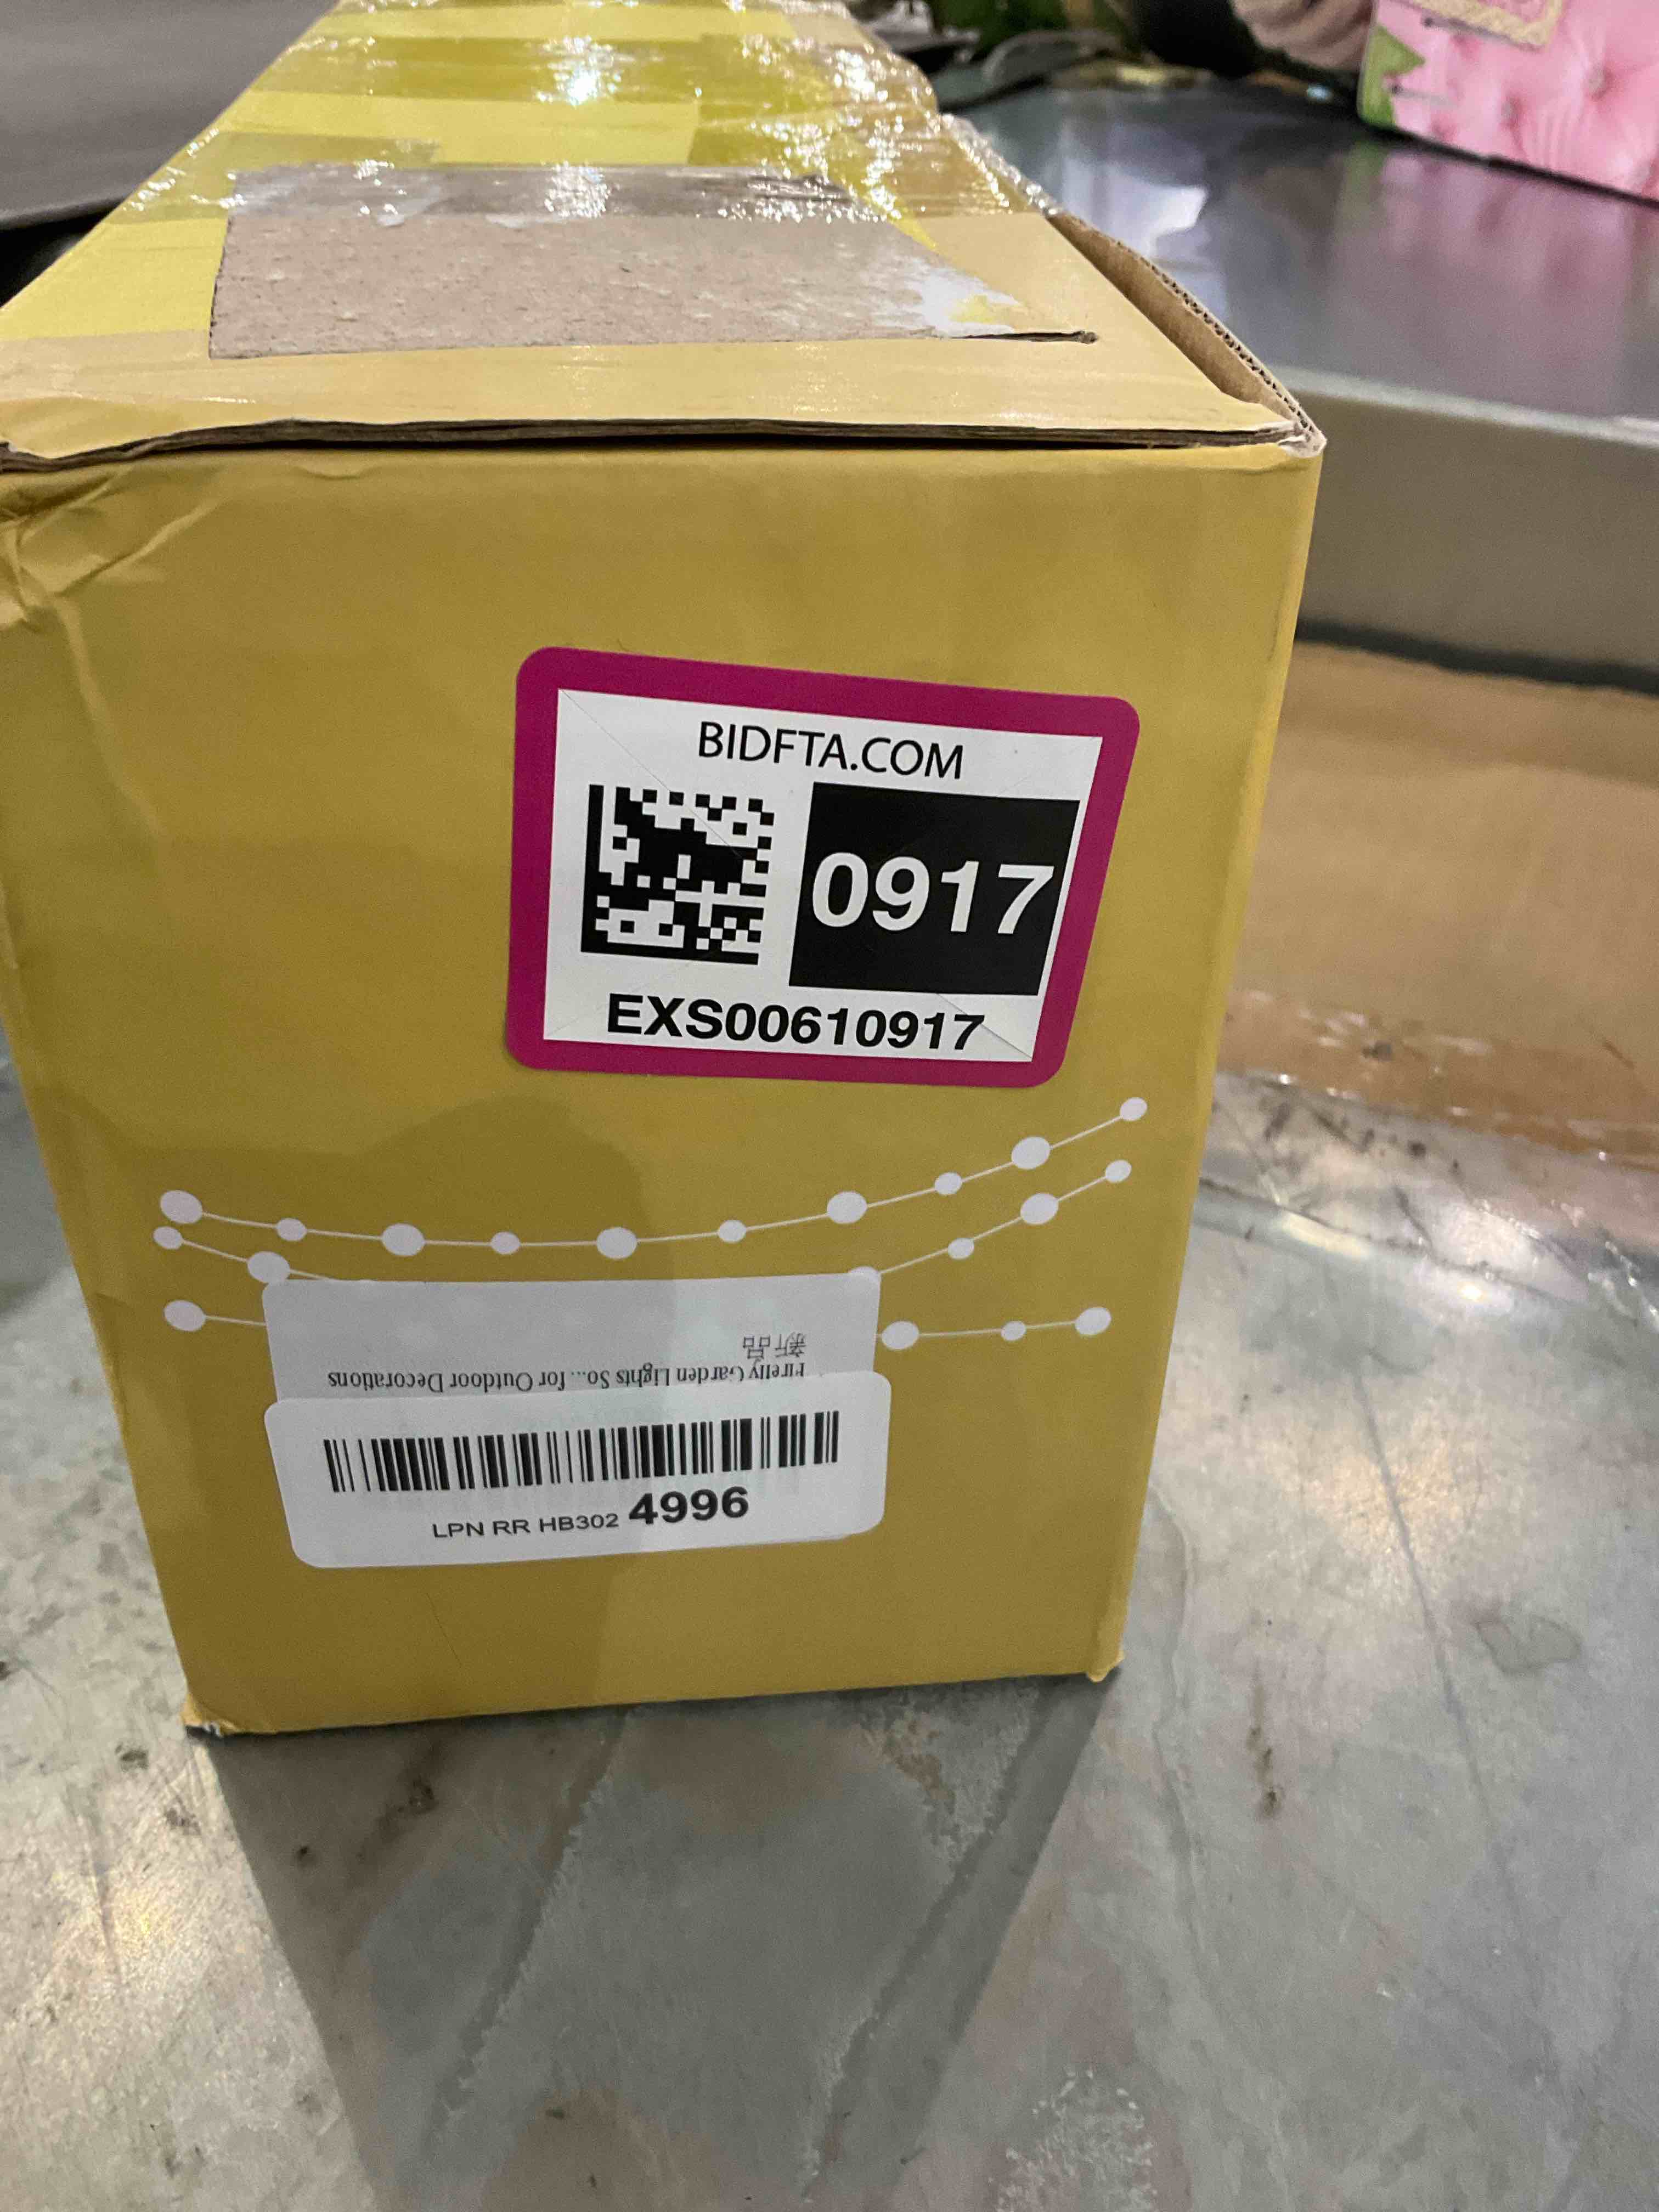 BIDFTA.COM
0917
EXS00610917
Firefly Garden Lights So... for Outdoor Decorations
新品
LPN RR HB302 4996